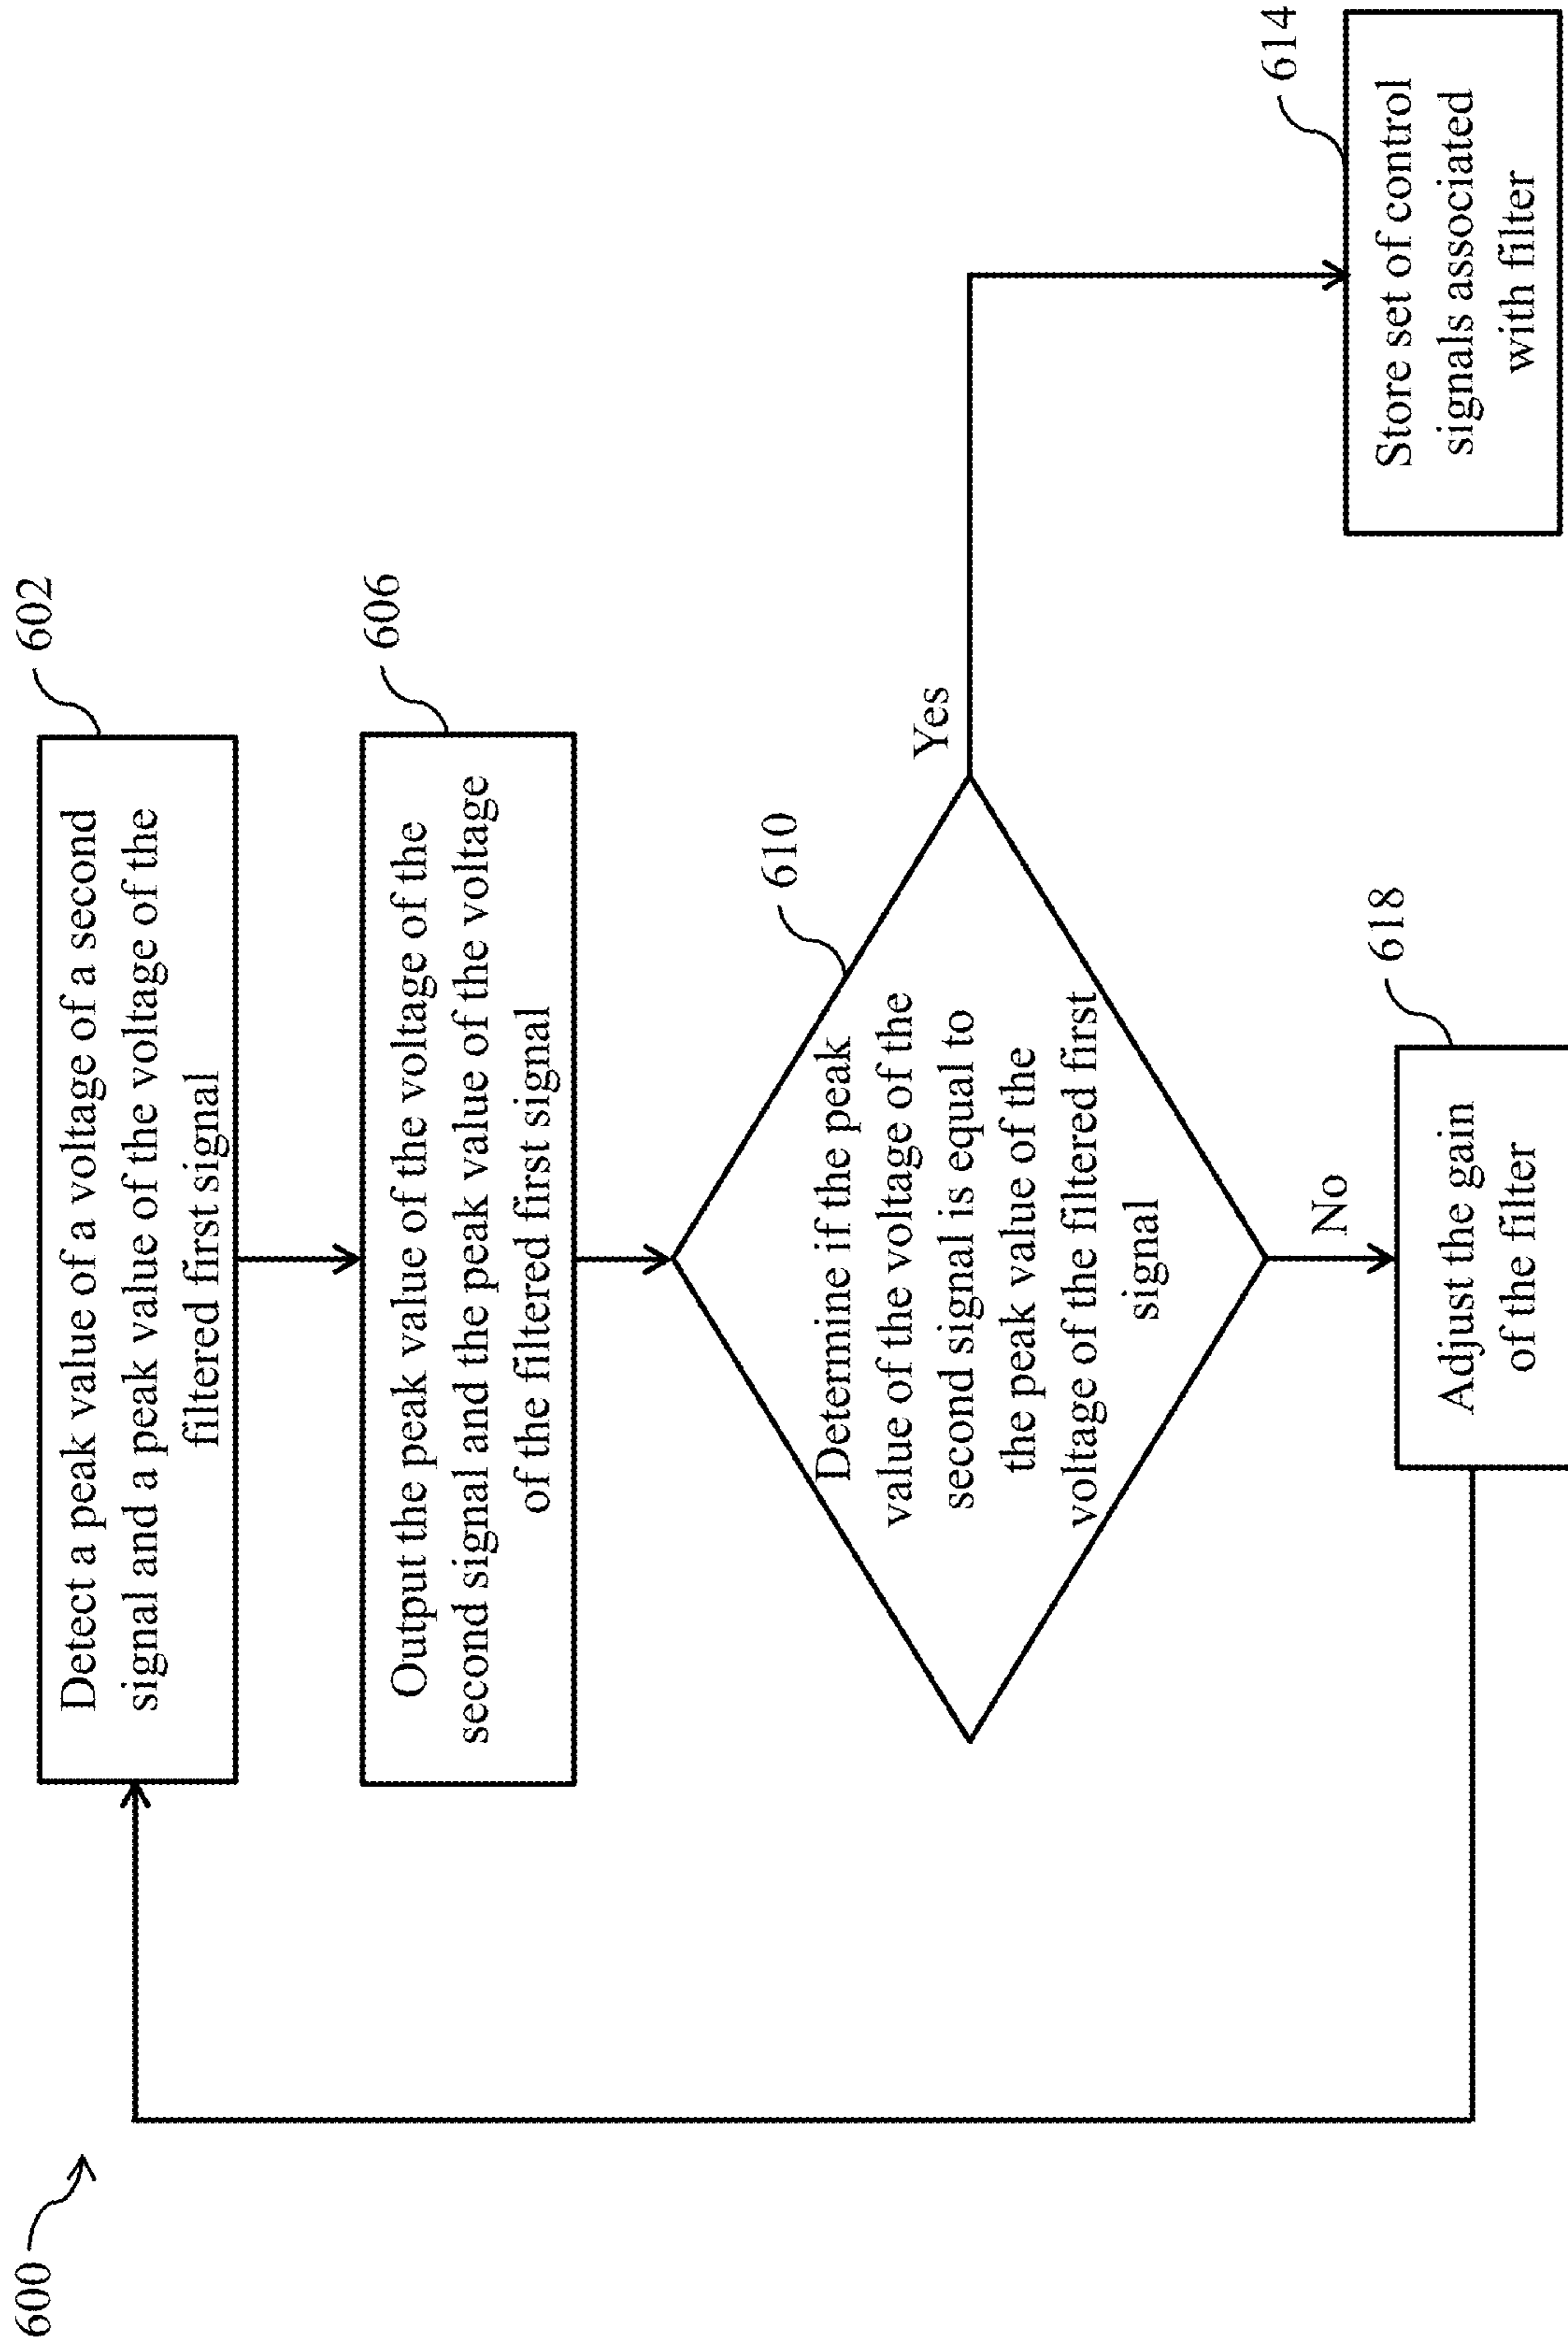 600
602
Detect a peak value of a voltage of a second
signal and a peak value of the voltage of the
filtered first signal
606
Output the peak value of the voltage of the
second signal and the peak value of the voltage
of the filtered first signal
610
Determine if the peak
value of the voltage of the
second signal is equal to
the peak value of the
voltage of the filtered first
signal
Yes
No
614
Store set of control
signals associated
with filter
618
Adjust the gain
of the filter